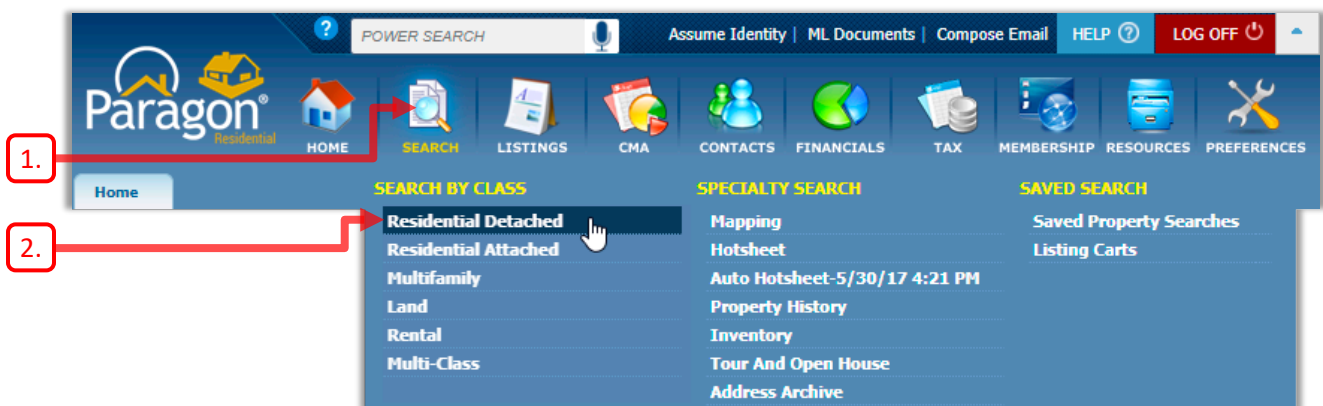 ? POWER SEARCH Assume Identity | ML Documents | Compose Email HELP ? LOG OFF
Paragon®
Residential
HOME SEARCH LISTINGS CMA CONTACTS FINANCIALS TAX MEMBERSHIP RESOURCES PREFERENCES
1.
Home SEARCH BY CLASS SPECIALTY SEARCH SAVED SEARCH
2.
Residential Detached Mapping Saved Property Searches
Residential Attached Hotsheet Listing Carts
Multifamily Auto Hotsheet-5/30/17 4:21 PM
Land Property History
Rental Inventory
Multi-Class Tour And Open House
Address Archive